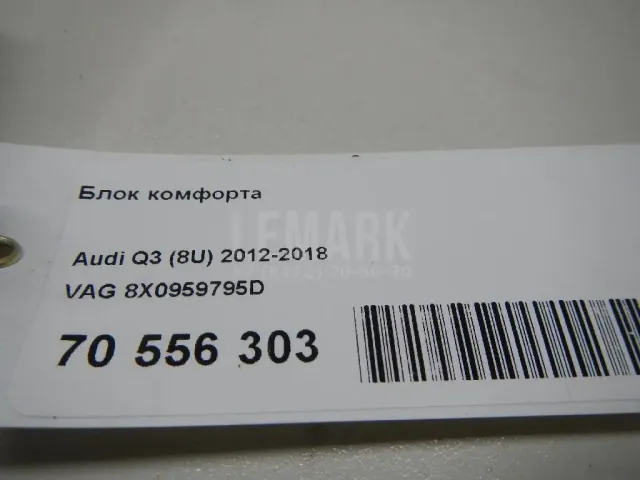 Блок комфорта
LEMARK
Audi Q3 (8U) 2012-2018
VAG 8X0959795D
70 556 303